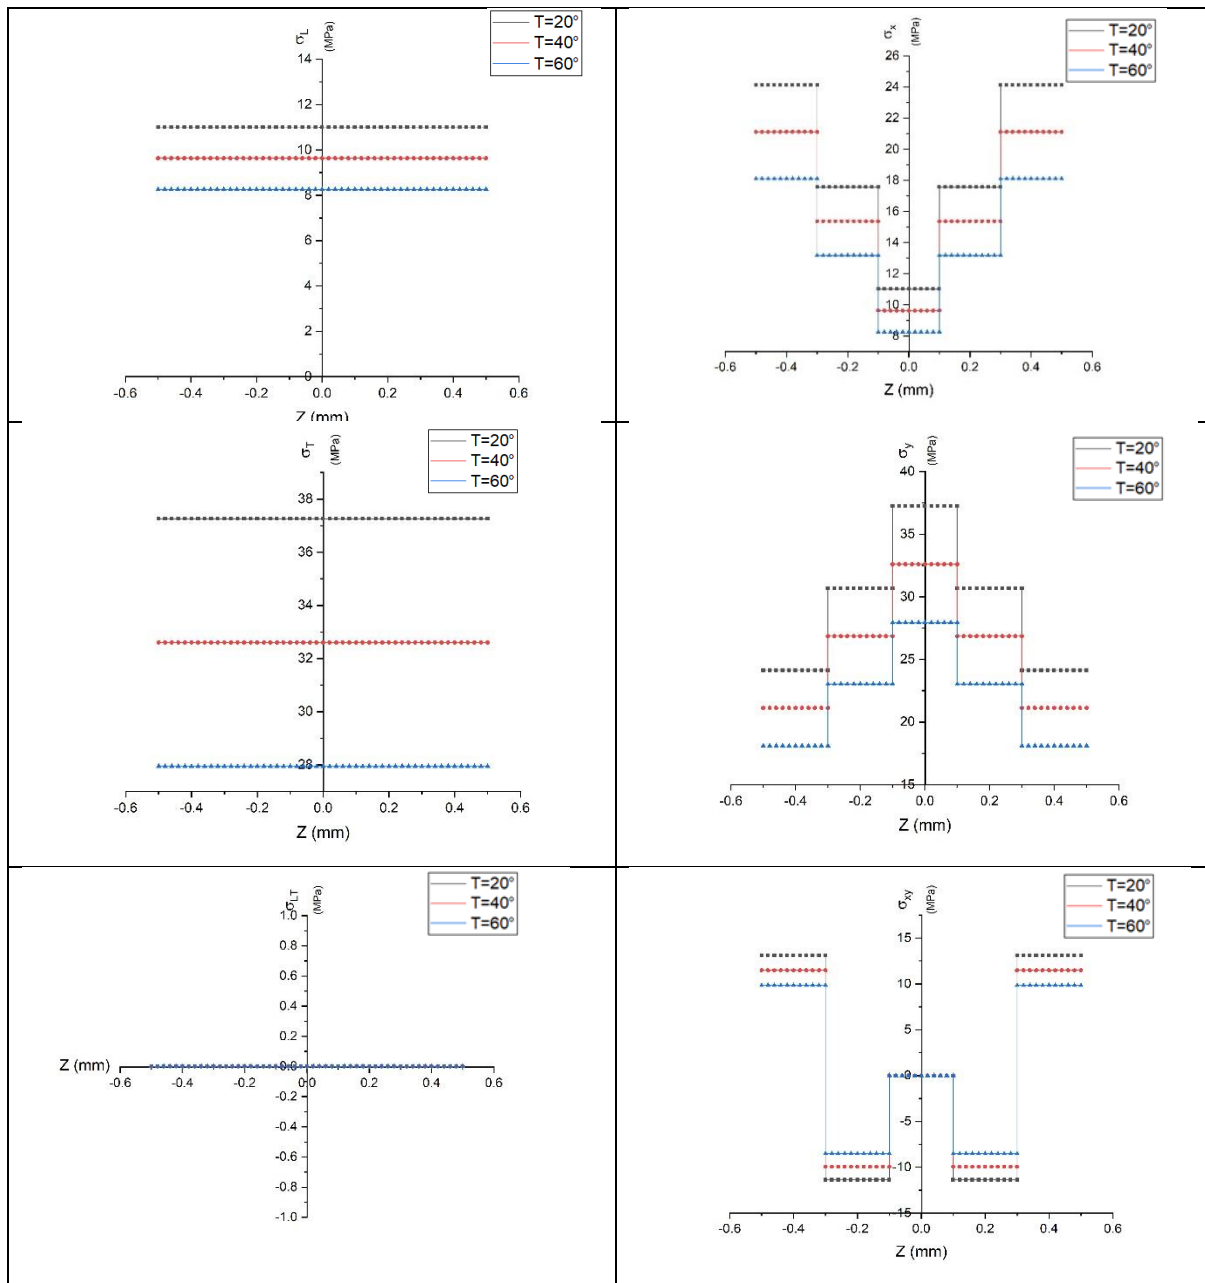 σL
(MPa)
T=20°
T=40°
T=60°
14
12
10
8
6
4
2
0
-0.6 -0.4 -0.2 0.0 0.2 0.4 0.6
Z (mm)
σx
(MPa)
T=20°
T=40°
T=60°
26
24
22
20
18
16
14
12
10
8
-0.6 -0.4 -0.2 0.0 0.2 0.4 0.6
Z (mm)
σT
(MPa)
T=20°
T=40°
T=60°
38
36
34
32
30
28
-0.6 -0.4 -0.2 0.0 0.2 0.4 0.6
Z (mm)
σy
(MPa)
T=20°
T=40°
T=60°
40
35
30
25
20
15
-0.6 -0.4 -0.2 0.0 0.2 0.4 0.6
Z (mm)
σLT
(MPa)
T=20°
T=40°
T=60°
1.0
0.8
0.6
0.4
0.2
0.0
Z (mm)
-0.6 -0.4 -0.2 0.0 0.2 0.4 0.6
-0.2
-0.4
-0.6
-0.8
-1.0
σxy
(MPa)
T=20°
T=40°
T=60°
15
10
5
0
-5
-10
15
-0.6 -0.4 -0.2 0.0 0.2 0.4 0.6
Z (mm)